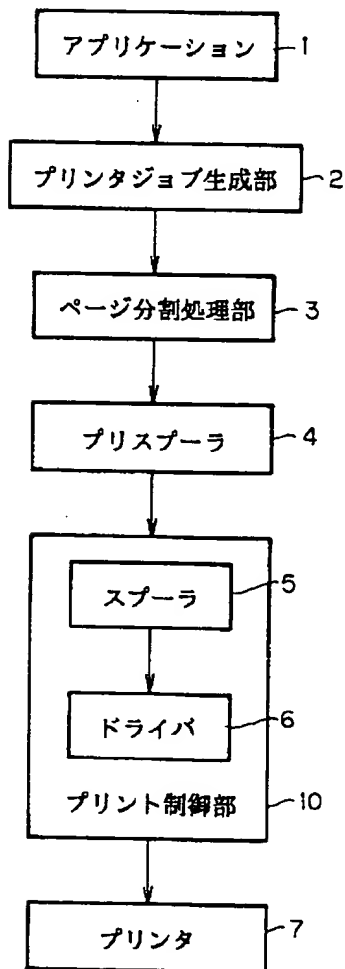 アプリケーション 1
プリンタジョブ生成部 2
ページ分割処理部 3
プリスプーラ 4
スプーラ 5
ドライバ 6
プリント制御部 10
プリンタ 7